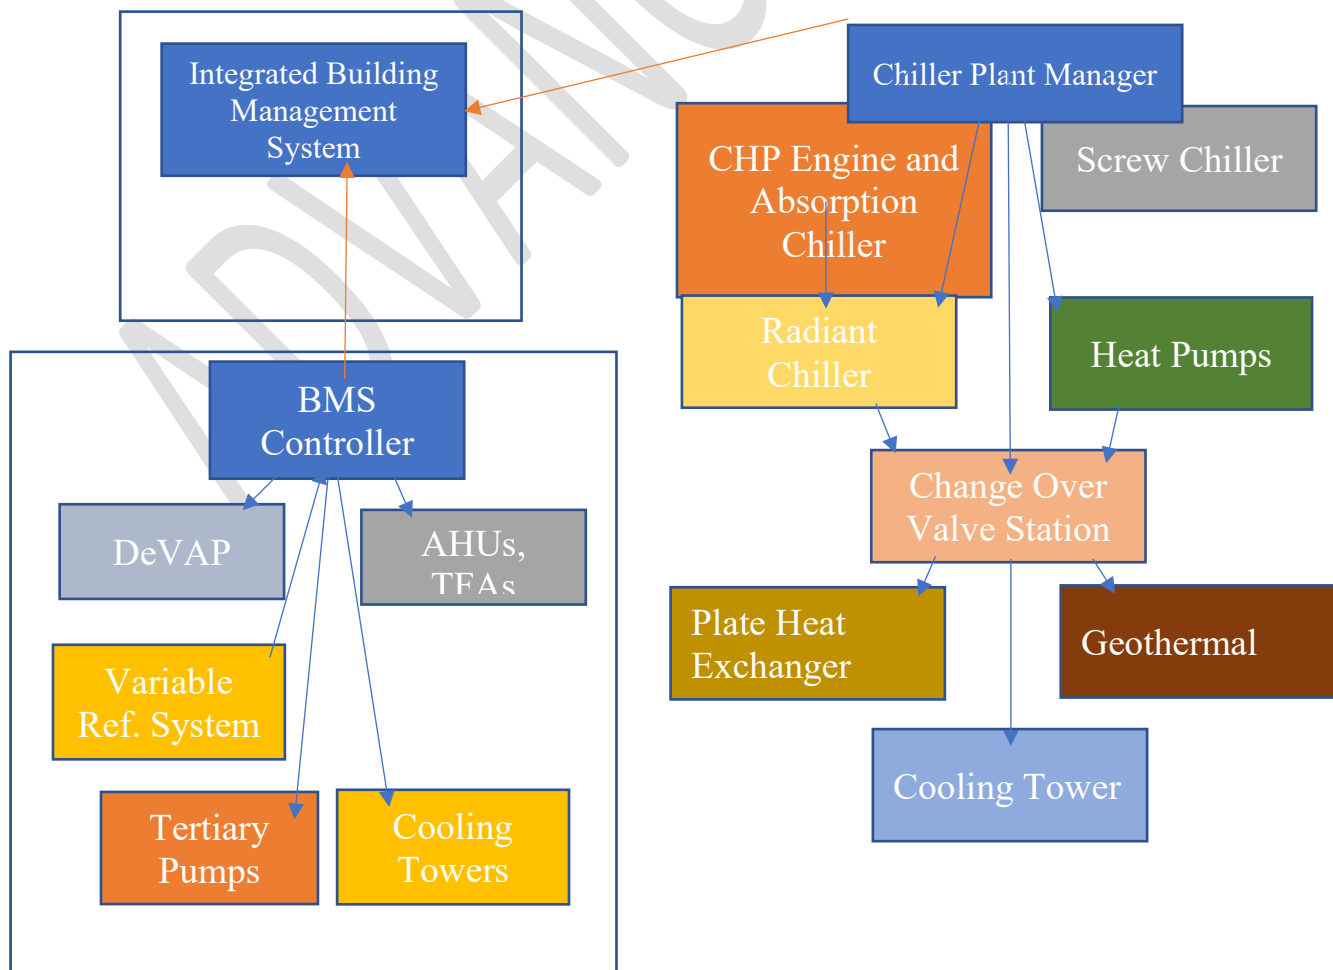 Integrated Building
Management
System
Chiller Plant Manager
CHP Engine and
Absorption
Chiller
Screw Chiller
Radiant
Chiller
Heat Pumps
BMS
Controller
Change Over
Valve Station
DeVAP
AHUs,
TFAs
Plate Heat
Exchanger
Geothermal
Variable
Ref. System
Cooling Tower
Tertiary
Pumps
Cooling
Towers